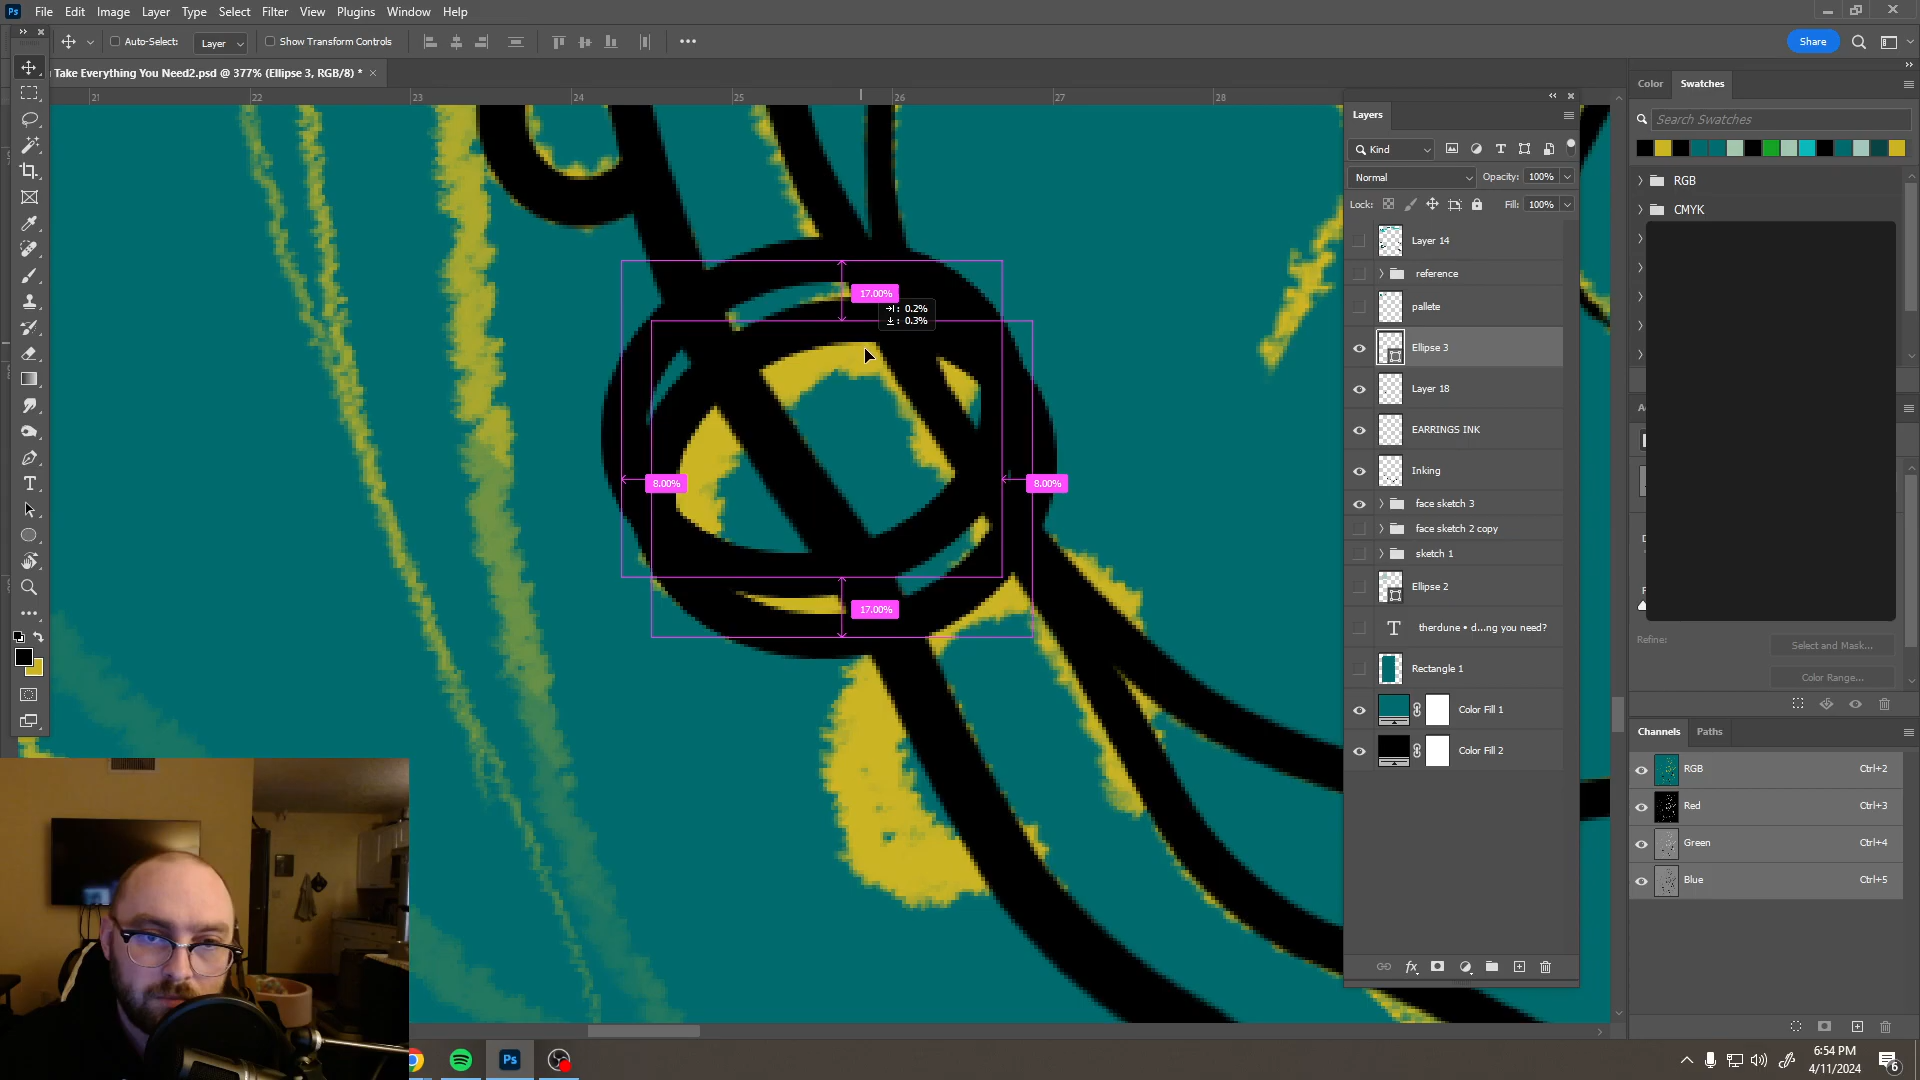 Ps File Edit Image Layer Type Select Filter View Plugins Window Help
Auto-Select: Layer Show Transform Controls Share
Take Everything You Need2.psd @ 377% (Ellipse 3, RGB/8) *
21 22 23 24 25 26 27 28
17.00%
0.2%
0.3%
8.00% 8.00%
17.00%
Layers
Kind
Normal Opacity: 100%
Lock: Fill: 100%
Layer 14
reference
pallete
Ellipse 3
Layer 18
EARRINGS INK
Inking
face sketch 3
face sketch 2 copy
sketch 1
Ellipse 2
T therdune • d...ng you need?
Rectangle 1
Color Fill 1
Color Fill 2
fx
Color Swatches
Search Swatches
RGB
CMYK
Refine: Select and Mask...
Color Range...
Channels Paths
RGB Ctrl+2
Red Ctrl+3
Green Ctrl+4
Blue Ctrl+5
Ps
6:54 PM
4/11/2024
6